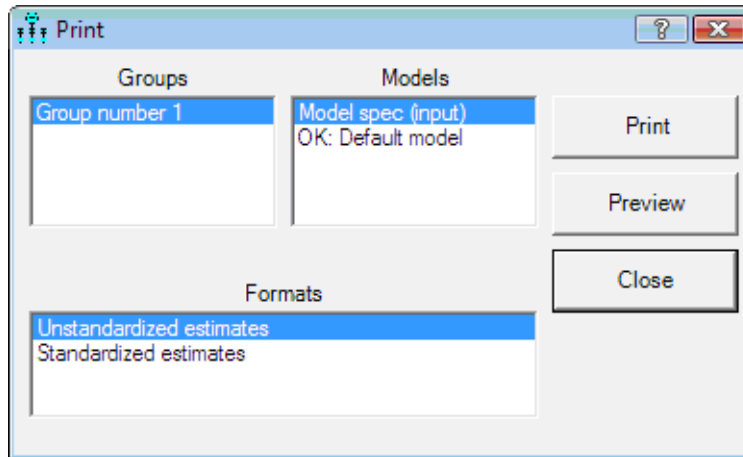 Print
Groups
Models
Group number 1
Model spec (input)
OK: Default model
Print
Preview
Close
Formats
Unstandardized estimates
Standardized estimates